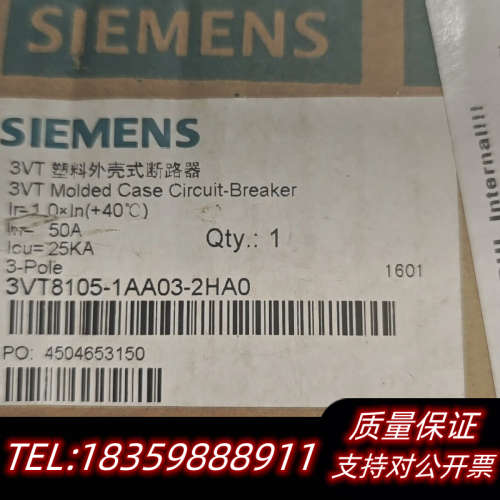 SIEMENS
SIEMENS
3VT 塑料外壳式断路器
3VT Molded Case Circuit-Breaker
Ir=1.0×In(+40℃)
In= 50A
Icu= 25KA
Qty.: 1
3-Pole
1601
3VT8105-1AA03-2HA0
PO: 4504653150
Internal
质量保证
TEL:18359888911
支持对公开票